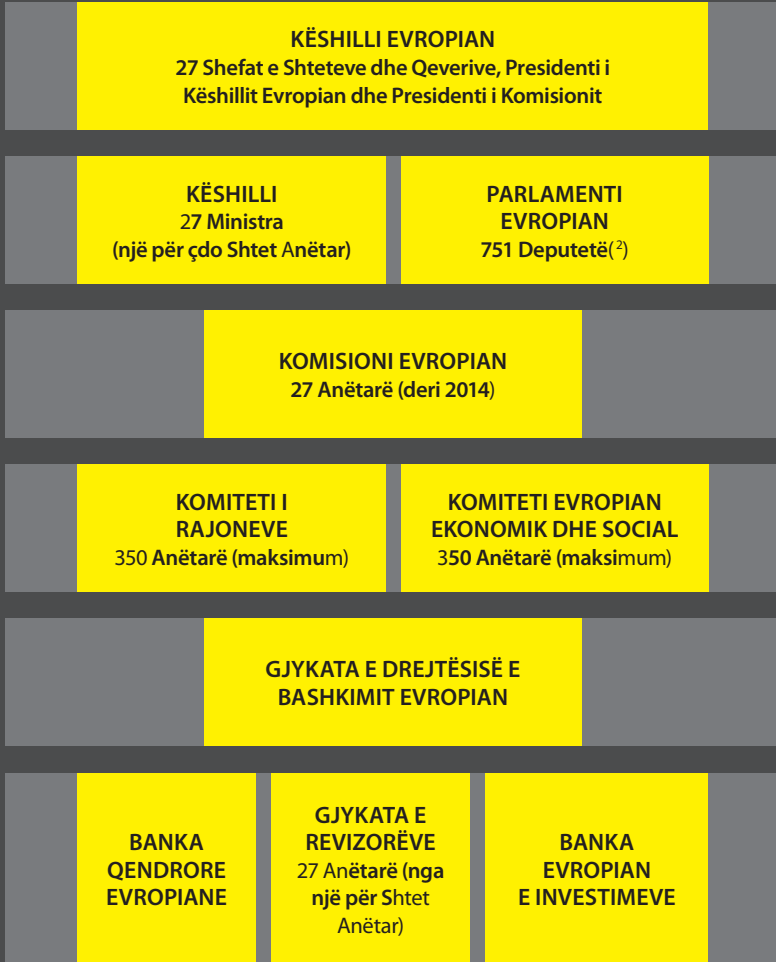 KËSHILLI EVROPIAN
27 Shefat e Shteteve dhe Qeverive, Presidenti i
Këshillit Evropian dhe Presidenti i Komisionit
KËSHILLI
27 Ministra
(një për çdo Shtet Anëtar)
PARLAMENTI
EVROPIAN
751 Deputetë(²)
KOMISIONI EVROPIAN
27 Anëtarë (deri 2014)
KOMITETI I
RAJONEVE
350 Anëtarë (maksimum)
KOMITETI EVROPIAN
EKONOMIK DHE SOCIAL
350 Anëtarë (maksimum)
GJYKATA E DREJTËSISË E
BASHKIMIT EVROPIAN
BANKA
QENDRORE
EVROPIANE
GJYKATA E
REVIZORËVE
27 Anëtarë (nga
një për Shtet
Anëtar)
BANKA
EVROPIAN
E INVESTIMEVE